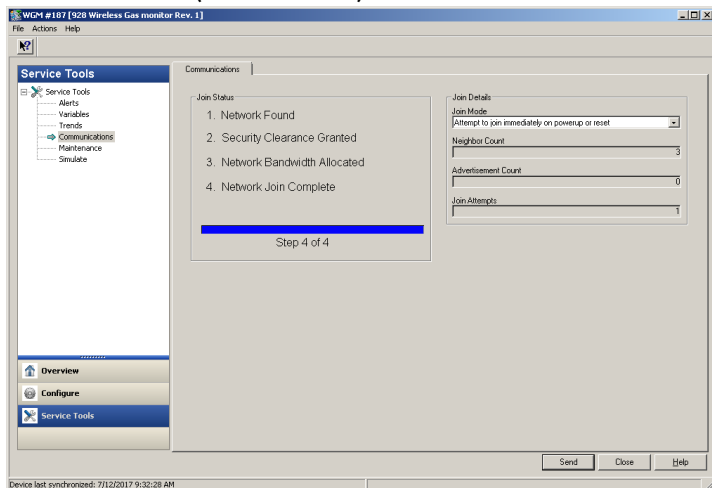 WGM #187 [928 Wireless Gas monitor Rev. 1]
File Actions Help
Service Tools
Service Tools
Alerts
Variables
Trends
Communications
Maintenance
Simulate
Overview
Configure
Service Tools
Communications
Join Status
1. Network Found
2. Security Clearance Granted
3. Network Bandwidth Allocated
4. Network Join Complete
Step 4 of 4
Join Details
Join Mode
Attempt to join immediately on powerup or reset
Neighbor Count
3
Advertisement Count
0
Join Attempts
1
Send Close Help
Device last synchronized: 7/12/2017 9:32:28 AM